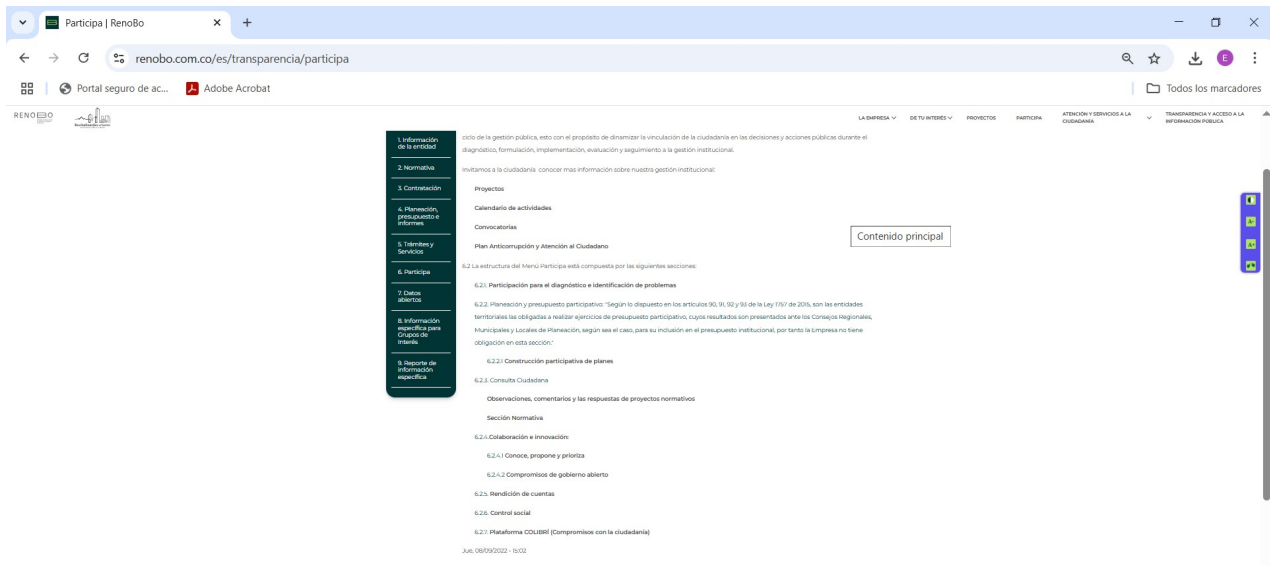 Participa | RenoBo
renobo.com.co/es/transparencia/participa
E
Portal seguro de ac...
Adobe Acrobat
Todos los marcadores
RENOBO
LA EMPRESA
DE TU INTERÉS
PROYECTOS
PARTICIPA
ATENCIÓN Y SERVICIOS A LA
CIUDADANÍA
TRANSPARENCIA Y ACCESO A LA
INFORMACIÓN PÚBLICA
1. Información
de la entidad
2. Normativa
3. Contratación
4. Planeación,
presupuesto e
informes
5. Trámites y
Servicios
6. Participa
7. Datos
abiertos
8. Información
específica para
Grupos de
Interés
9. Reporte de
información
específica
ciclo de la gestión pública, esto con el propósito de dinamizar la vinculación de la ciudadanía en las decisiones y acciones públicas durante el
diagnóstico, formulación, implementación, evaluación y seguimiento a la gestión institucional.
Invitamos a la ciudadanía conocer mas información sobre nuestra gestión institucional:
Proyectos
Calendario de actividades
Convocatorias
Plan Anticorrupción y Atención al Ciudadano
6.2 La estructura del Menú Participa está compuesta por las siguientes secciones:
6.2.1. Participación para el diagnóstico e identificación de problemas
6.2.2. Planeación y presupuesto participativo: "Según lo dispuesto en los artículos 90, 91, 92 y 93 de la Ley 1757 de 2015, son las entidades
territoriales las obligadas a realizar ejercicios de presupuesto participativo, cuyos resultados son presentados ante los Consejos Regionales,
Municipales y Locales de Planeación; según sea el caso, para su inclusión en el presupuesto institucional, por tanto la Empresa no tiene
obligación en esta sección."
6.2.2.1 Construcción participativa de planes
6.2.3. Consulta Ciudadana
Observaciones, comentarios y las respuestas de proyectos normativos
Sección Normativa
6.2.4.Colaboración e innovación:
6.2.4.1 Conoce, propone y prioriza
6.2.4.2 Compromisos de gobierno abierto
6.2.5. Rendición de cuentas
6.2.6. Control social
6.2.7. Plataforma COLIBRÍ (Compromisos con la ciudadanía)
Jue, 08/09/2022 - 15:02
Contenido principal
A-
A+